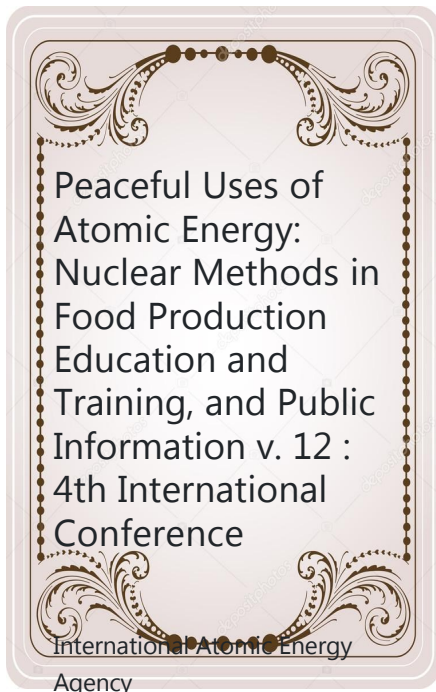 Peaceful Uses of
Atomic Energy:
Nuclear Methods in
Food Production
Education and
Training, and Public
Information v. 12 :
4th International
Conference
International Atomic Energy
Agency